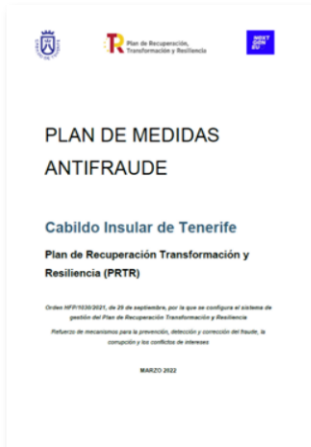 Plan de Recuperación,
Transformación y Resiliencia
NEXT
GEN
EU
PLAN DE MEDIDAS
ANTIFRAUDE
Cabildo Insular de Tenerife
Plan de Recuperación Transformación y
Resiliencia (PRTR)
Orden HFP/1030/2021, de 29 de septiembre, por la que se configura el sistema de
gestión del Plan de Recuperación Transformación y Resiliencia
Refuerzo de mecanismos para la prevención, detección y corrección del fraude, la
corrupción y los conflictos de intereses
MARZO 2022